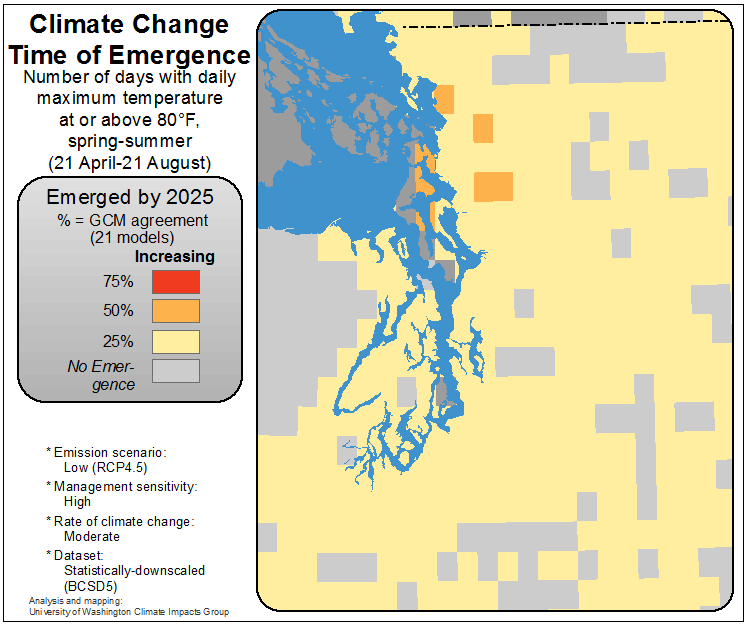 Climate Change
Time of Emergence
Number of days with daily
maximum temperature
at or above 80°F,
spring-summer
(21 April-21 August)
Emerged by 2025
% = GCM agreement
(21 models)
Increasing
75%
50%
25%
No Emer-
gence
* Emission scenario:
Low (RCP4.5)
* Management sensitivity:
High
* Rate of climate change:
Moderate
* Dataset:
Statistically-downscaled
(BCSD5)
Analysis and mapping:
University of Washington Climate Impacts Group